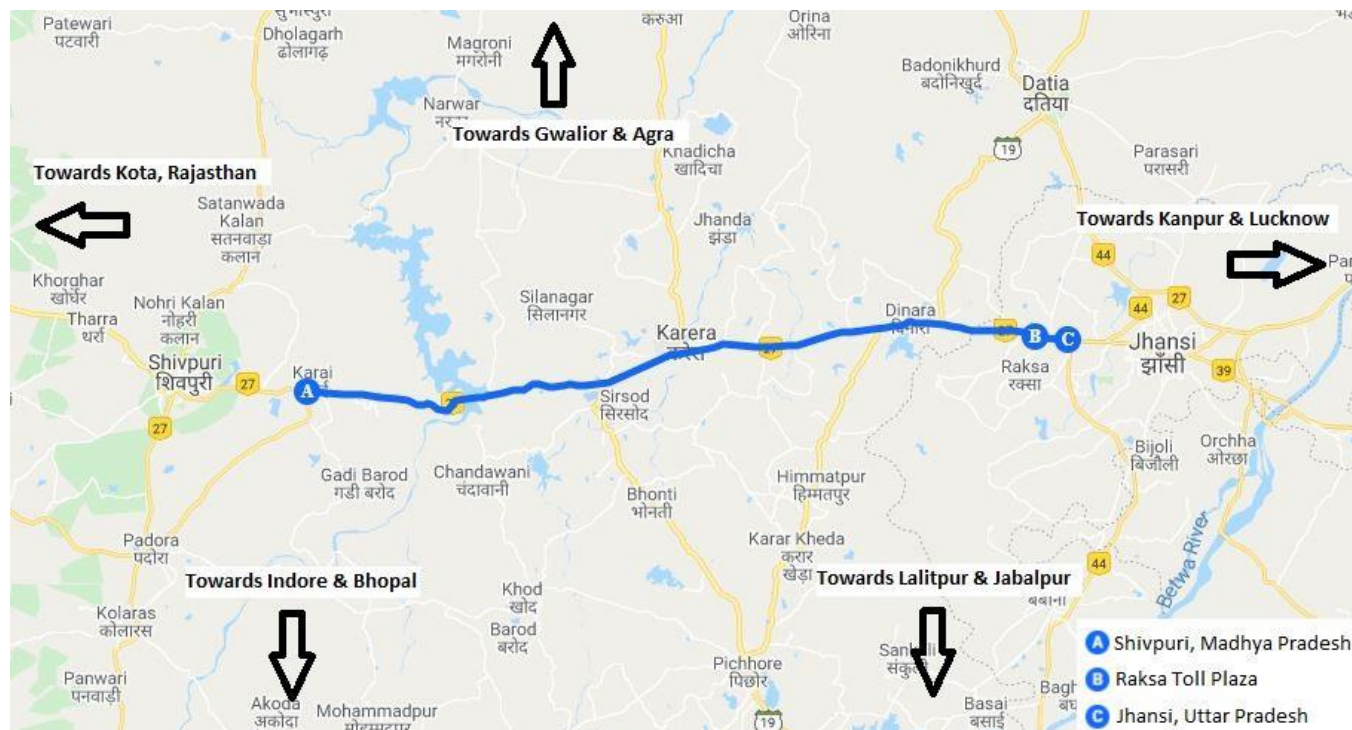 Patewari
पटवारी
Dholagarh
ढोलागढ़
Magroni
मगरोनी
करुआ
Orina
ओरिना
Badonikhurd
बदोनिखुर्द
Datia
दतिया
Narwar
Towards Gwalior & Agra
19
Khadicha
खादिचा
Parasari
परासरी
Towards Kota, Rajasthan
Satanwada
Kalan
सतनवाड़ा
कलान
Jhanda
झंडा
Towards Kanpur & Lucknow
44
Khorghar
खोर्घर
Tharra
थर्रा
Nohri Kalan
नोहरी
कलान
Silanagar
सिलानगर
Dinara
44
27
Karera
27
Jhansi
झाँसी
Shivpuri
शिवपुरी
27
Karai
A
B
C
Raksa
रक्सा
39
27
Sirsod
सिरसोद
Gadi Barod
गडी बरोद
Chandawani
चंदावानी
Bhonti
भोनती
Himmatpur
हिम्मतपुर
Bijoli
बिजौली
Orchha
ओरछा
Padora
पदोरा
Karar Kheda
करार
खेड़ा
44
Betwa River
Towards Indore & Bhopal
Towards Lalitpur & Jabalpur
Kolaras
कोलारस
Khod
खोद
Barod
बरोद
Pichhore
पिछोर
Panwari
पनवाड़ी
Akoda
अकोदा
Mohammadpur
19
Basai
बसाई
A Shivpuri, Madhya Pradesh
B Raksa Toll Plaza
C Jhansi, Uttar Pradesh